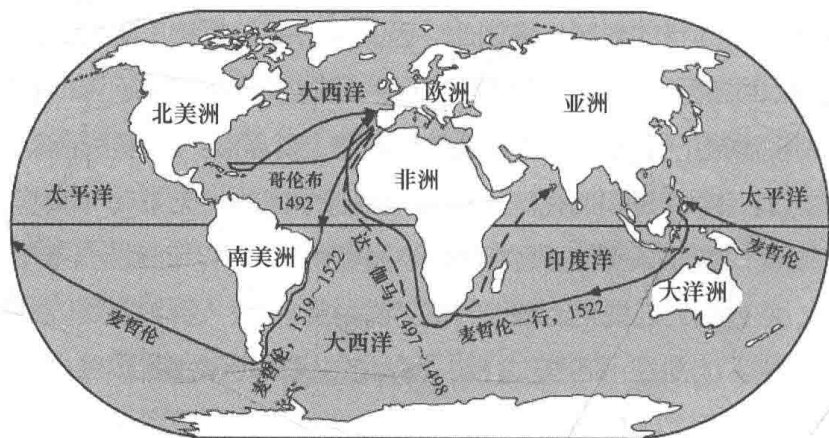 大西洋
欧洲
亚洲
北美洲
太平洋
哥伦布
1492
非洲
太平洋
南美洲
达·伽马,1497~1498
印度洋
麦哲伦
大洋洲
麦哲伦
麦哲伦,1519~1522
大西洋
麦哲伦一行,1522